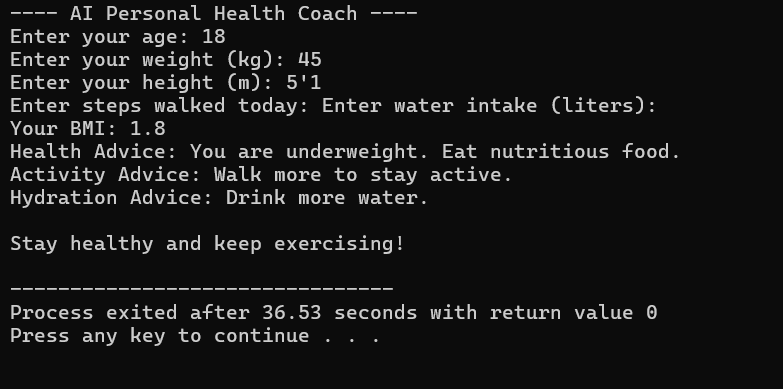 ---- AI Personal Health Coach ----
Enter your age: 18
Enter your weight (kg): 45
Enter your height (m): 5'1
Enter steps walked today: Enter water intake (liters):
Your BMI: 1.8
Health Advice: You are underweight. Eat nutritious food.
Activity Advice: Walk more to stay active.
Hydration Advice: Drink more water.

Stay healthy and keep exercising!

--------------------------------
Process exited after 36.53 seconds with return value 0
Press any key to continue . . .